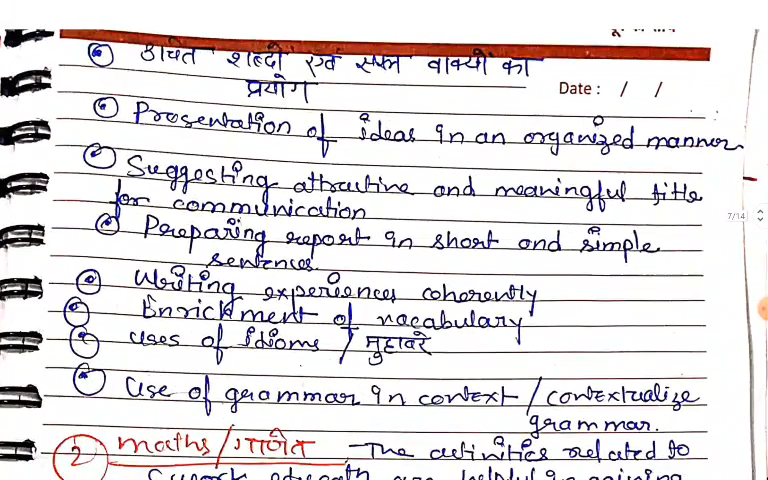 उचित शब्दों एवं सरल वाक्यों का
प्रयोग
Date: / /
Presentation of ideas in an organized manner
Suggesting attractive and meaningful title
for communication
7/14
Preparing report in short and simple
sentences.
Writing experiences coherently
Enrichment of vocabulary
Uses of idioms / मुहावरे
Use of grammar in context / contextualize
grammar.
2 maths / गणित The activities related to